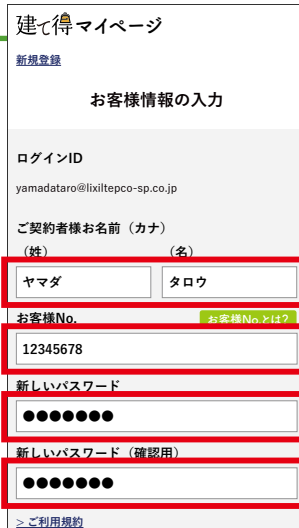 建て得マイページ
新規登録
お客様情報の入力
ログインID
yamadataro@lixiltepco-sp.co.jp
ご契約者様お名前（カナ）
（姓） （名）
ヤマダ タロウ
お客様No. お客様No.とは?
12345678
新しいパスワード
●●●●●●●
新しいパスワード（確認用）
●●●●●●●
> ご利用規約